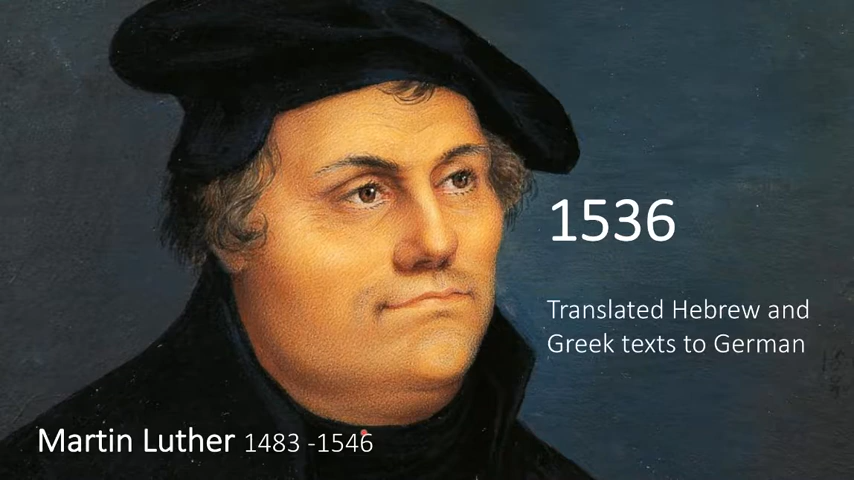 1536
Translated Hebrew and
Greek texts to German
Martin Luther 1483 -1546